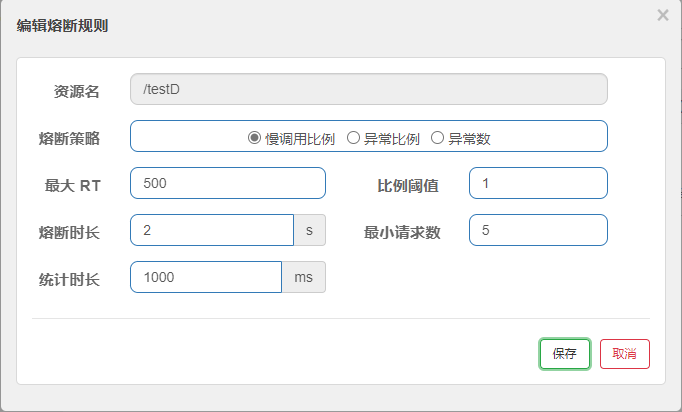 编辑熔断规则 ×
资源名 /testD
熔断策略 慢调用比例 异常比例 异常数
最大 RT 500 比例阈值 1
熔断时长 2 s 最小请求数 5
统计时长 1000 ms
保存 取消